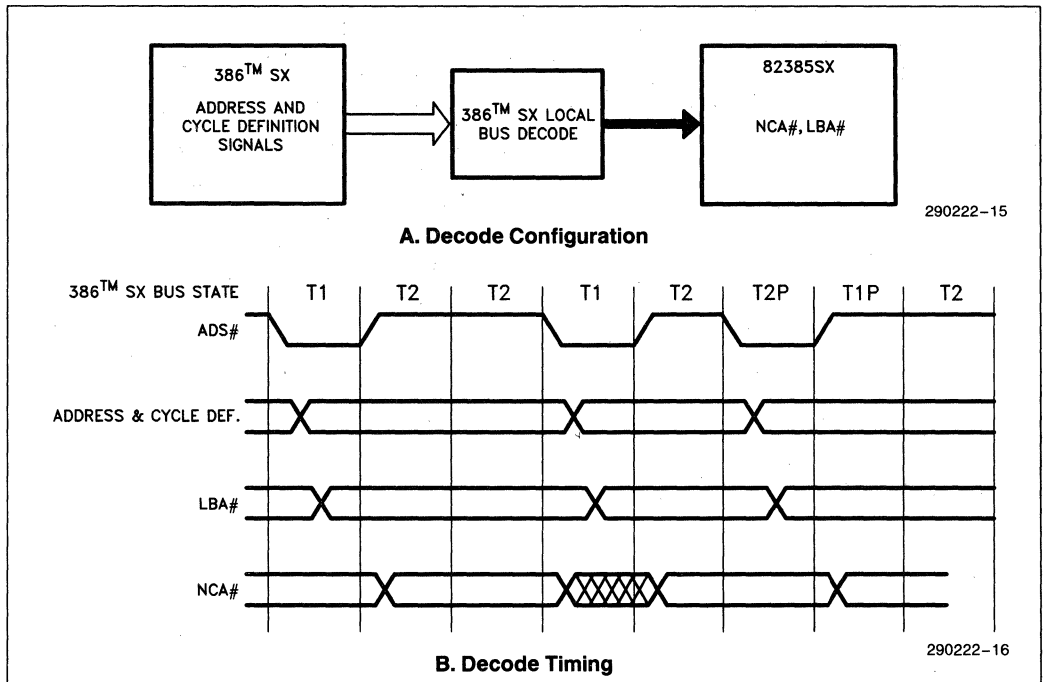 386™ SX
ADDRESS AND
CYCLE DEFINITION
SIGNALS
386™ SX LOCAL
BUS DECODE
82385SX
NCA#, LBA#
290222-15
A. Decode Configuration
386™ SX BUS STATE T1 T2 T2 T1 T2 T2P T1P T2
ADS#
ADDRESS & CYCLE DEF.
LBA#
NCA#
290222-16
B. Decode Timing